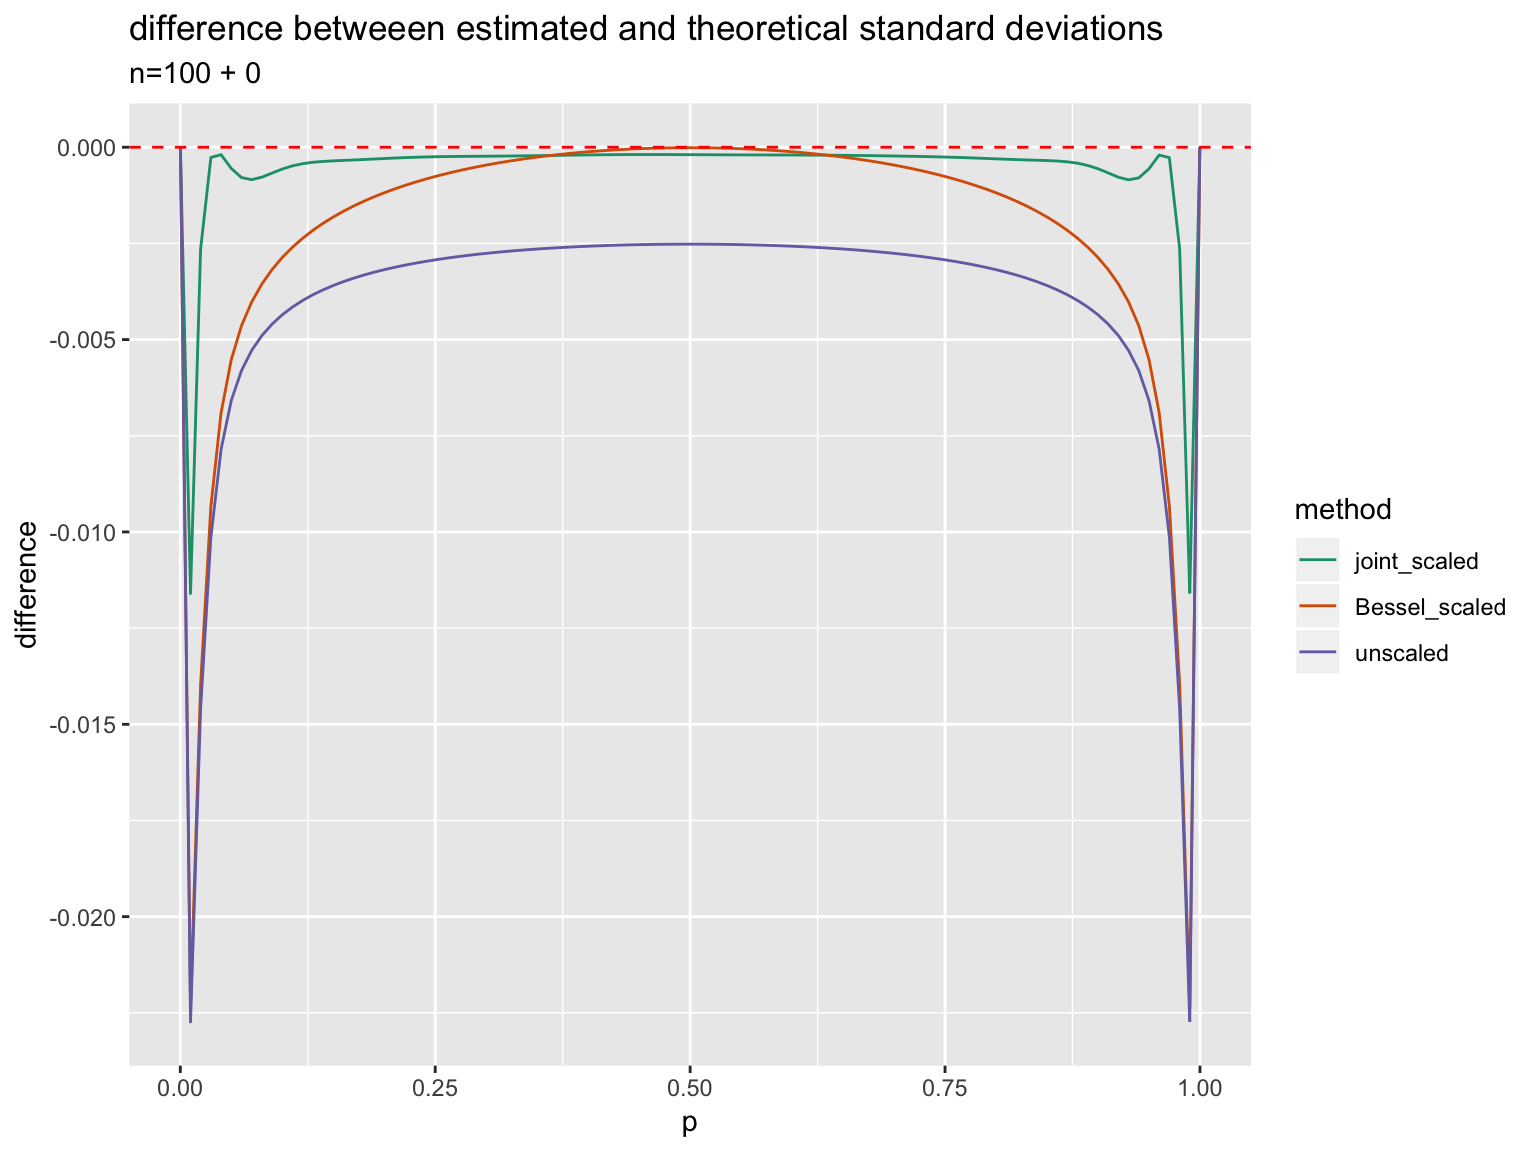 difference betweeen estimated and theoretical standard deviations
n=100 + 0
0.000
-0.005
-0.010
-0.015
-0.020
difference
0.00
0.25
0.50
0.75
1.00
p
method
joint_scaled
Bessel_scaled
unscaled